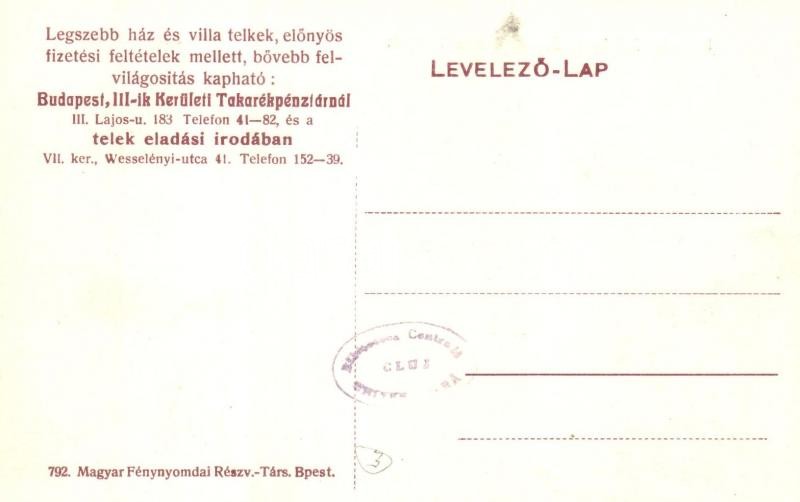 Legszebb ház és villa telkek, előnyös
fizetési feltételek mellett, bővebb fel-
világositás kapható :
Budapest, III-ik Kerületi Takarékpénztárnál
III. Lajos-u. 183 Telefon 41—82, és a
telek eladási irodában
VII. ker., Wesselényi-utca 41. Telefon 152—39.
LEVELEZŐ-LAP
Centrală
CLUJ
3
792. Magyar Fénynyomdai Részv.-Társ. Bpest.